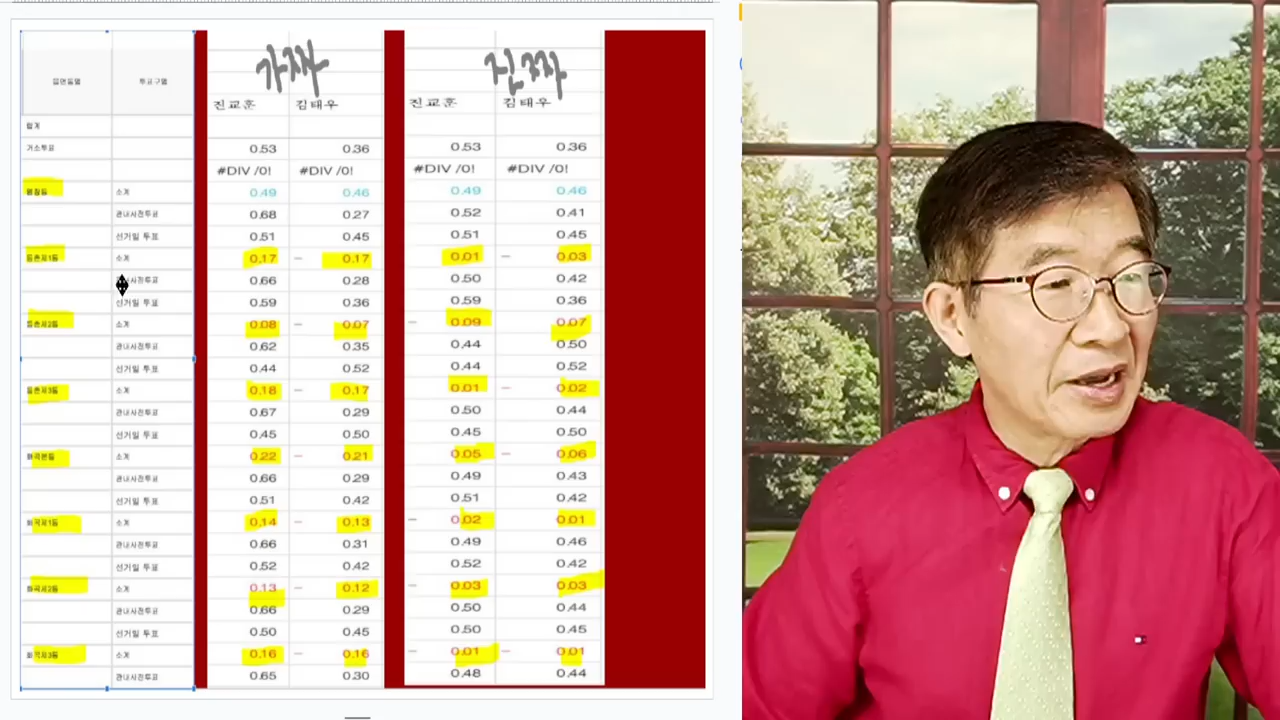 가짜 진짜
읍면동명 투표구명 진교훈 김태우 진교훈 김태우
합계
거소투표 0.53 0.36 0.53 0.36
#DIV /0! #DIV /0! #DIV /0! #DIV /0!
소계 0.49 0.46 0.49 0.46
관내사전투표 0.68 0.27 0.52 0.41
선거일 투표 0.51 0.45 0.51 0.45
등촌제1동 소계 0.17 - 0.17 0.01 - 0.03
사전투표 0.66 0.28 0.50 0.42
선거일 투표 0.59 0.36 0.59 0.36
등촌제2동 소계 0.08 - 0.07 - 0.09 0.07
관내사전투표 0.62 0.35 0.44 0.50
선거일 투표 0.44 0.52 0.44 0.52
등촌제3동 소계 0.18 - 0.17 0.01 - 0.02
관내사전투표 0.67 0.29 0.50 0.44
선거일 투표 0.45 0.50 0.45 0.50
화곡본동 소계 0.22 - 0.21 0.05 - 0.06
관내사전투표 0.66 0.29 0.49 0.43
선거일 투표 0.51 0.42 0.51 0.42
화곡제1동 소계 0.14 - 0.13 - 0.02 0.01
관내사전투표 0.66 0.31 0.49 0.46
선거일 투표 0.52 0.42 0.52 0.42
화곡제2동 소계 0.13 - 0.12 - 0.03 0.03
관내사전투표 0.66 0.29 0.50 0.44
선거일 투표 0.50 0.45 0.50 0.45
화곡제3동 소계 0.16 - 0.16 0.01 - 0.01
관내사전투표 0.65 0.30 0.48 0.44